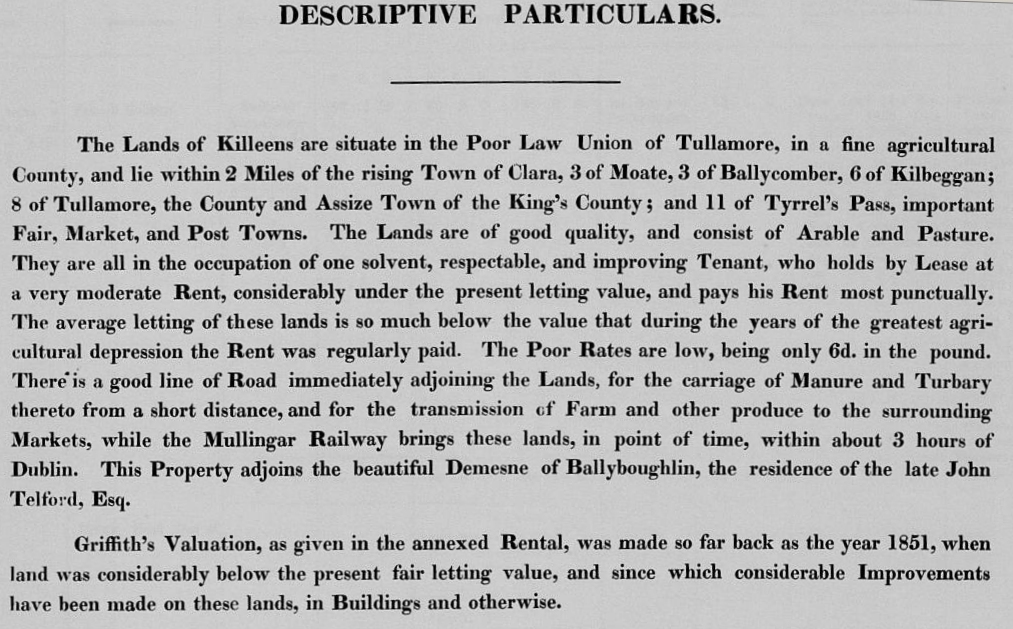 DESCRIPTIVE PARTICULARS.
The Lands of Killeens are situate in the Poor Law Union of Tullamore, in a fine agricultural
County, and lie within 2 Miles of the rising Town of Clara, 3 of Moate, 3 of Ballycomber, 6 of Kilbeggan;
8 of Tullamore, the County and Assize Town of the King's County; and 11 of Tyrrel's Pass, important
Fair, Market, and Post Towns. The Lands are of good quality, and consist of Arable and Pasture.
They are all in the occupation of one solvent, respectable, and improving Tenant, who holds by Lease at
a very moderate Rent, considerably under the present letting value, and pays his Rent most punctually.
The average letting of these lands is so much below the value that during the years of the greatest agri-
cultural depression the Rent was regularly paid. The Poor Rates are low, being only 6d. in the pound.
There is a good line of Road immediately adjoining the Lands, for the carriage of Manure and Turbary
thereto from a short distance, and for the transmission of Farm and other produce to the surrounding
Markets, while the Mullingar Railway brings these lands, in point of time, within about 3 hours of
Dublin. This Property adjoins the beautiful Demesne of Ballyboughlin, the residence of the late John
Telford, Esq.
Griffith's Valuation, as given in the annexed Rental, was made so far back as the year 1851, when
land was considerably below the present fair letting value, and since which considerable Improvements
have been made on these lands, in Buildings and otherwise.